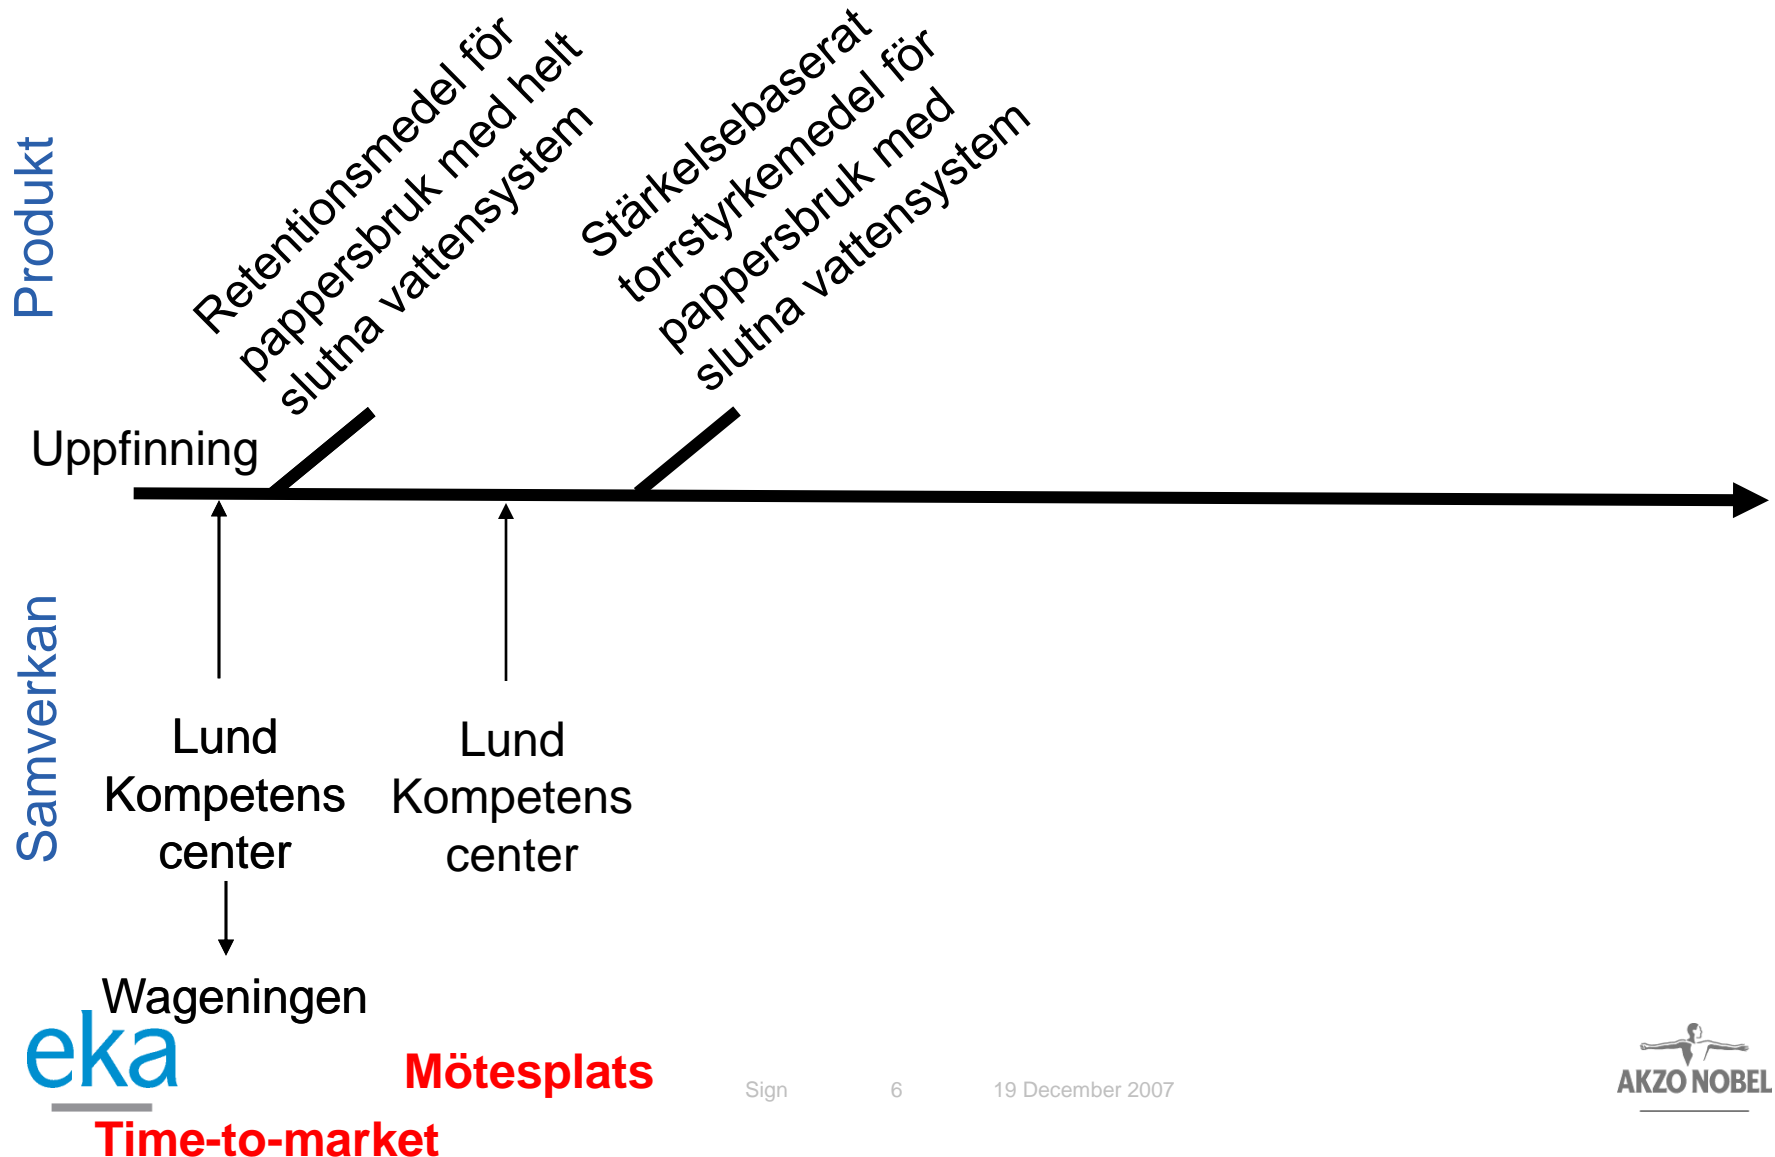 Produkt
Retentionsmedel för
pappersbruk med helt
slutna vattensystem
Stärkelsebaserat
torrstyrkemedel för
pappersbruk med
slutna vattensystem
Uppfinning
Samverkan
Lund
Kompetens
center
Lund
Kompetens
center
Wageningen
eka
Mötesplats
Sign 6 19 December 2007
AKZO NOBEL
Time-to-market